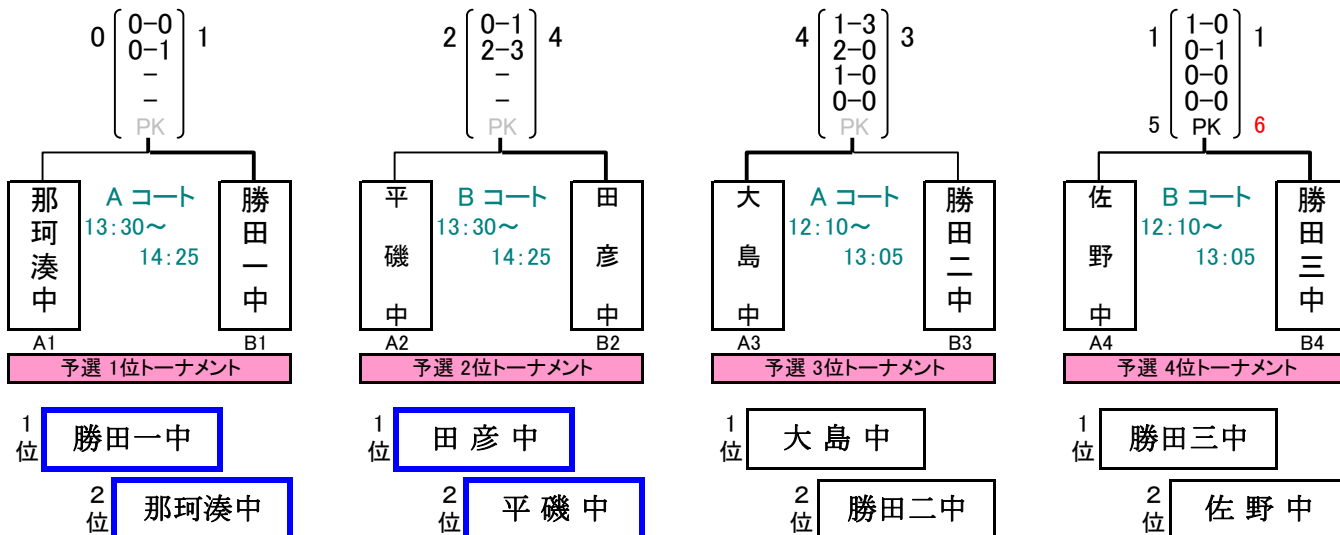 0 0-0 1
0-1
-
-
PK
那珂湊中
A コート
13:30～
14:25
勝田一中
A1 B1
予選 1位トーナメント
1位 勝田一中
2位 那珂湊中
2 0-1 4
2-3
-
-
PK
平磯中
B コート
13:30～
14:25
田彦中
A2 B2
予選 2位トーナメント
1位 田彦中
2位 平磯中
4 1-3 3
2-0
1-0
0-0
PK
大島中
A コート
12:10～
13:05
勝田二中
A3 B3
予選 3位トーナメント
1位 大島中
2位 勝田二中
1 1-0 1
0-1
0-0
0-0
5 PK 6
佐野中
B コート
12:10～
13:05
勝田三中
A4 B4
予選 4位トーナメント
1位 勝田三中
2位 佐野中